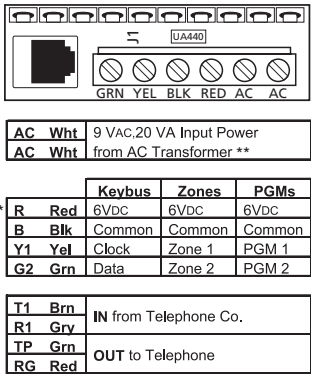 J1
UA440
GRN YEL BLK RED AC AC
AC Wht 9 VAC,20 VA Input Power
AC Wht from AC Transformer **
Keybus Zones PGMs
* R Red 6VDC 6VDC 6VDC
B Blk Common Common Common
Y1 Yel Clock Zone 1 PGM 1
G2 Grn Data Zone 2 PGM 2
T1 Brn IN from Telephone Co.
R1 Gry
TP Grn OUT to Telephone
RG Red